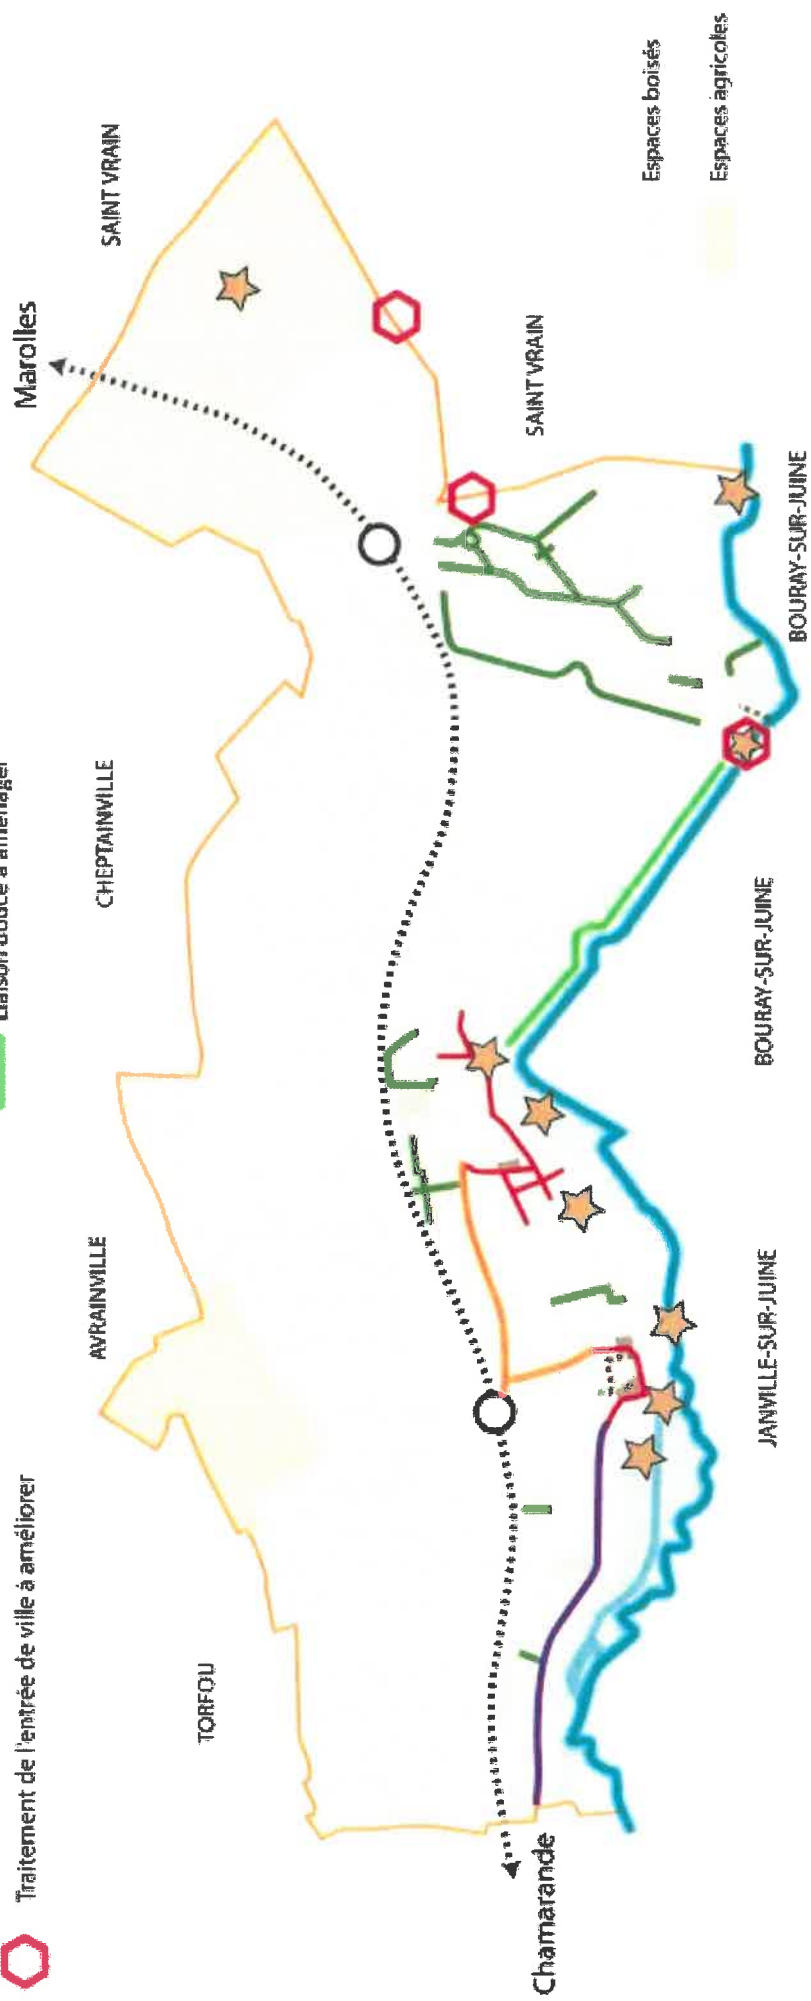 Traitement de l'entrée de ville à améliorer
Liaison douce à aménager
Marolles
SAINT VRAIN
CHEPTAINVILLE
AVRAINVILLE
TORFOU
SAINT VRAIN
Chamarande
JANVILLE-SUR-JUINE
BOURAY-SUR-JUINE
BOURAY-SUR-JUINE
Espaces boisés
Espaces agricoles